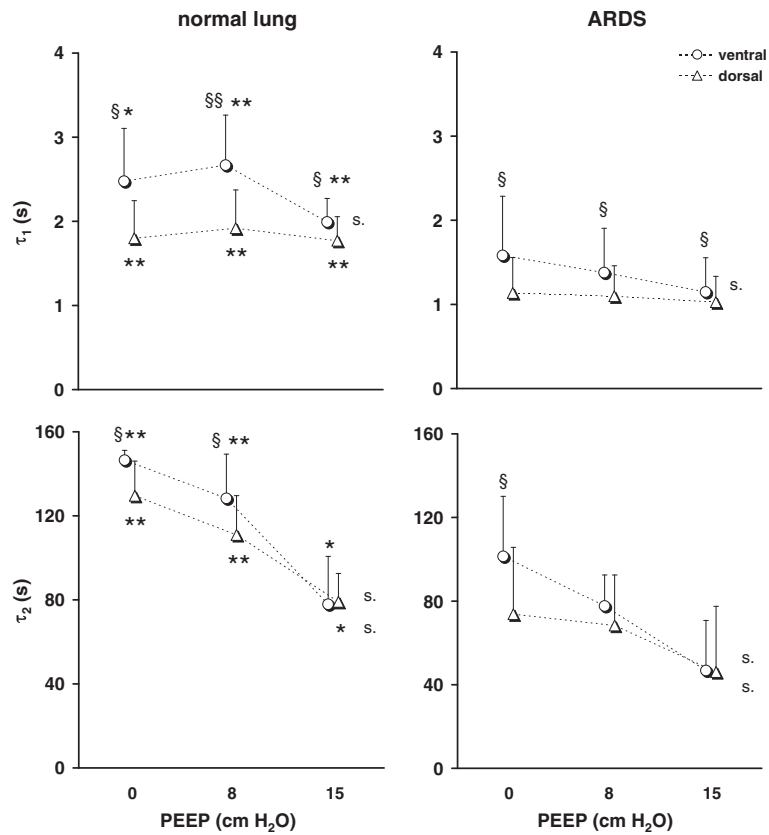 normal lung
ARDS
ventral
dorsal
4
3
2
1
0
τ1 (s)
§ *
§§ **
§ **
s.
**
**
**
4
3
2
1
0
τ1 (s)
§
§
§
s.
160
120
80
40
0
τ2 (s)
§ **
§ **
*
s.
* s.
**
**
0
8
15
PEEP (cm H2O)
160
120
80
40
0
§
s.
s.
0
8
15
PEEP (cm H2O)